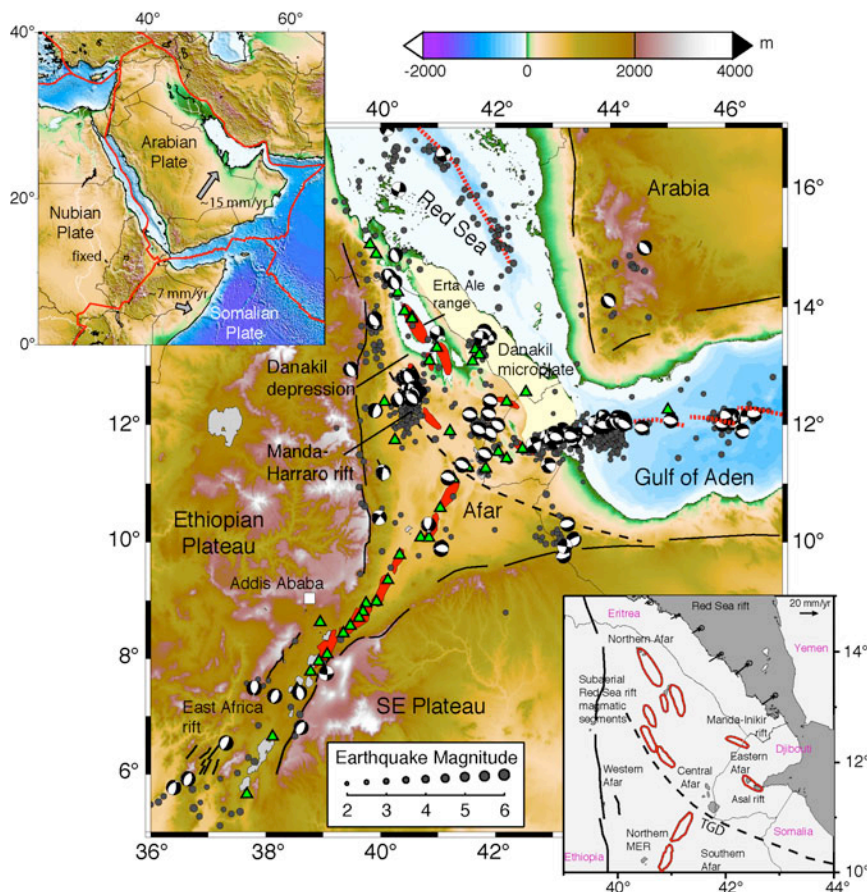 40°
60°
m
-2000
0
2000
4000
40°
42°
44°
46°
40°
20°
0°
Arabian
Plate
~15 mm/yr
Nubian
Plate
fixed
~7 mm/yr
Somalian
Plate
Red Sea
Arabia
16°
14°
12°
10°
Erta Ale
range
Danakil
depression
Danakil
microplate
Manda-
Harraro rift
Gulf of Aden
Afar
Ethiopian
Plateau
Addis Ababa
12°
10°
8°
6°
East Africa
rift
SE Plateau
Earthquake Magnitude
2
3
4
5
6
36°
38°
40°
42°
20 mm/yr
Eritrea
Red Sea rift
Northern Afar
Yemen
Subaerial
Red Sea rift
magmatic
segments
Manda-Inikir
rift
Djibouti
Eastern
Afar
Western
Afar
Central
Afar
Asal rift
TGD
Somalia
Northern
MER
Ethiopia
Southern
Afar
14°
12°
10°
40°
42°
44°